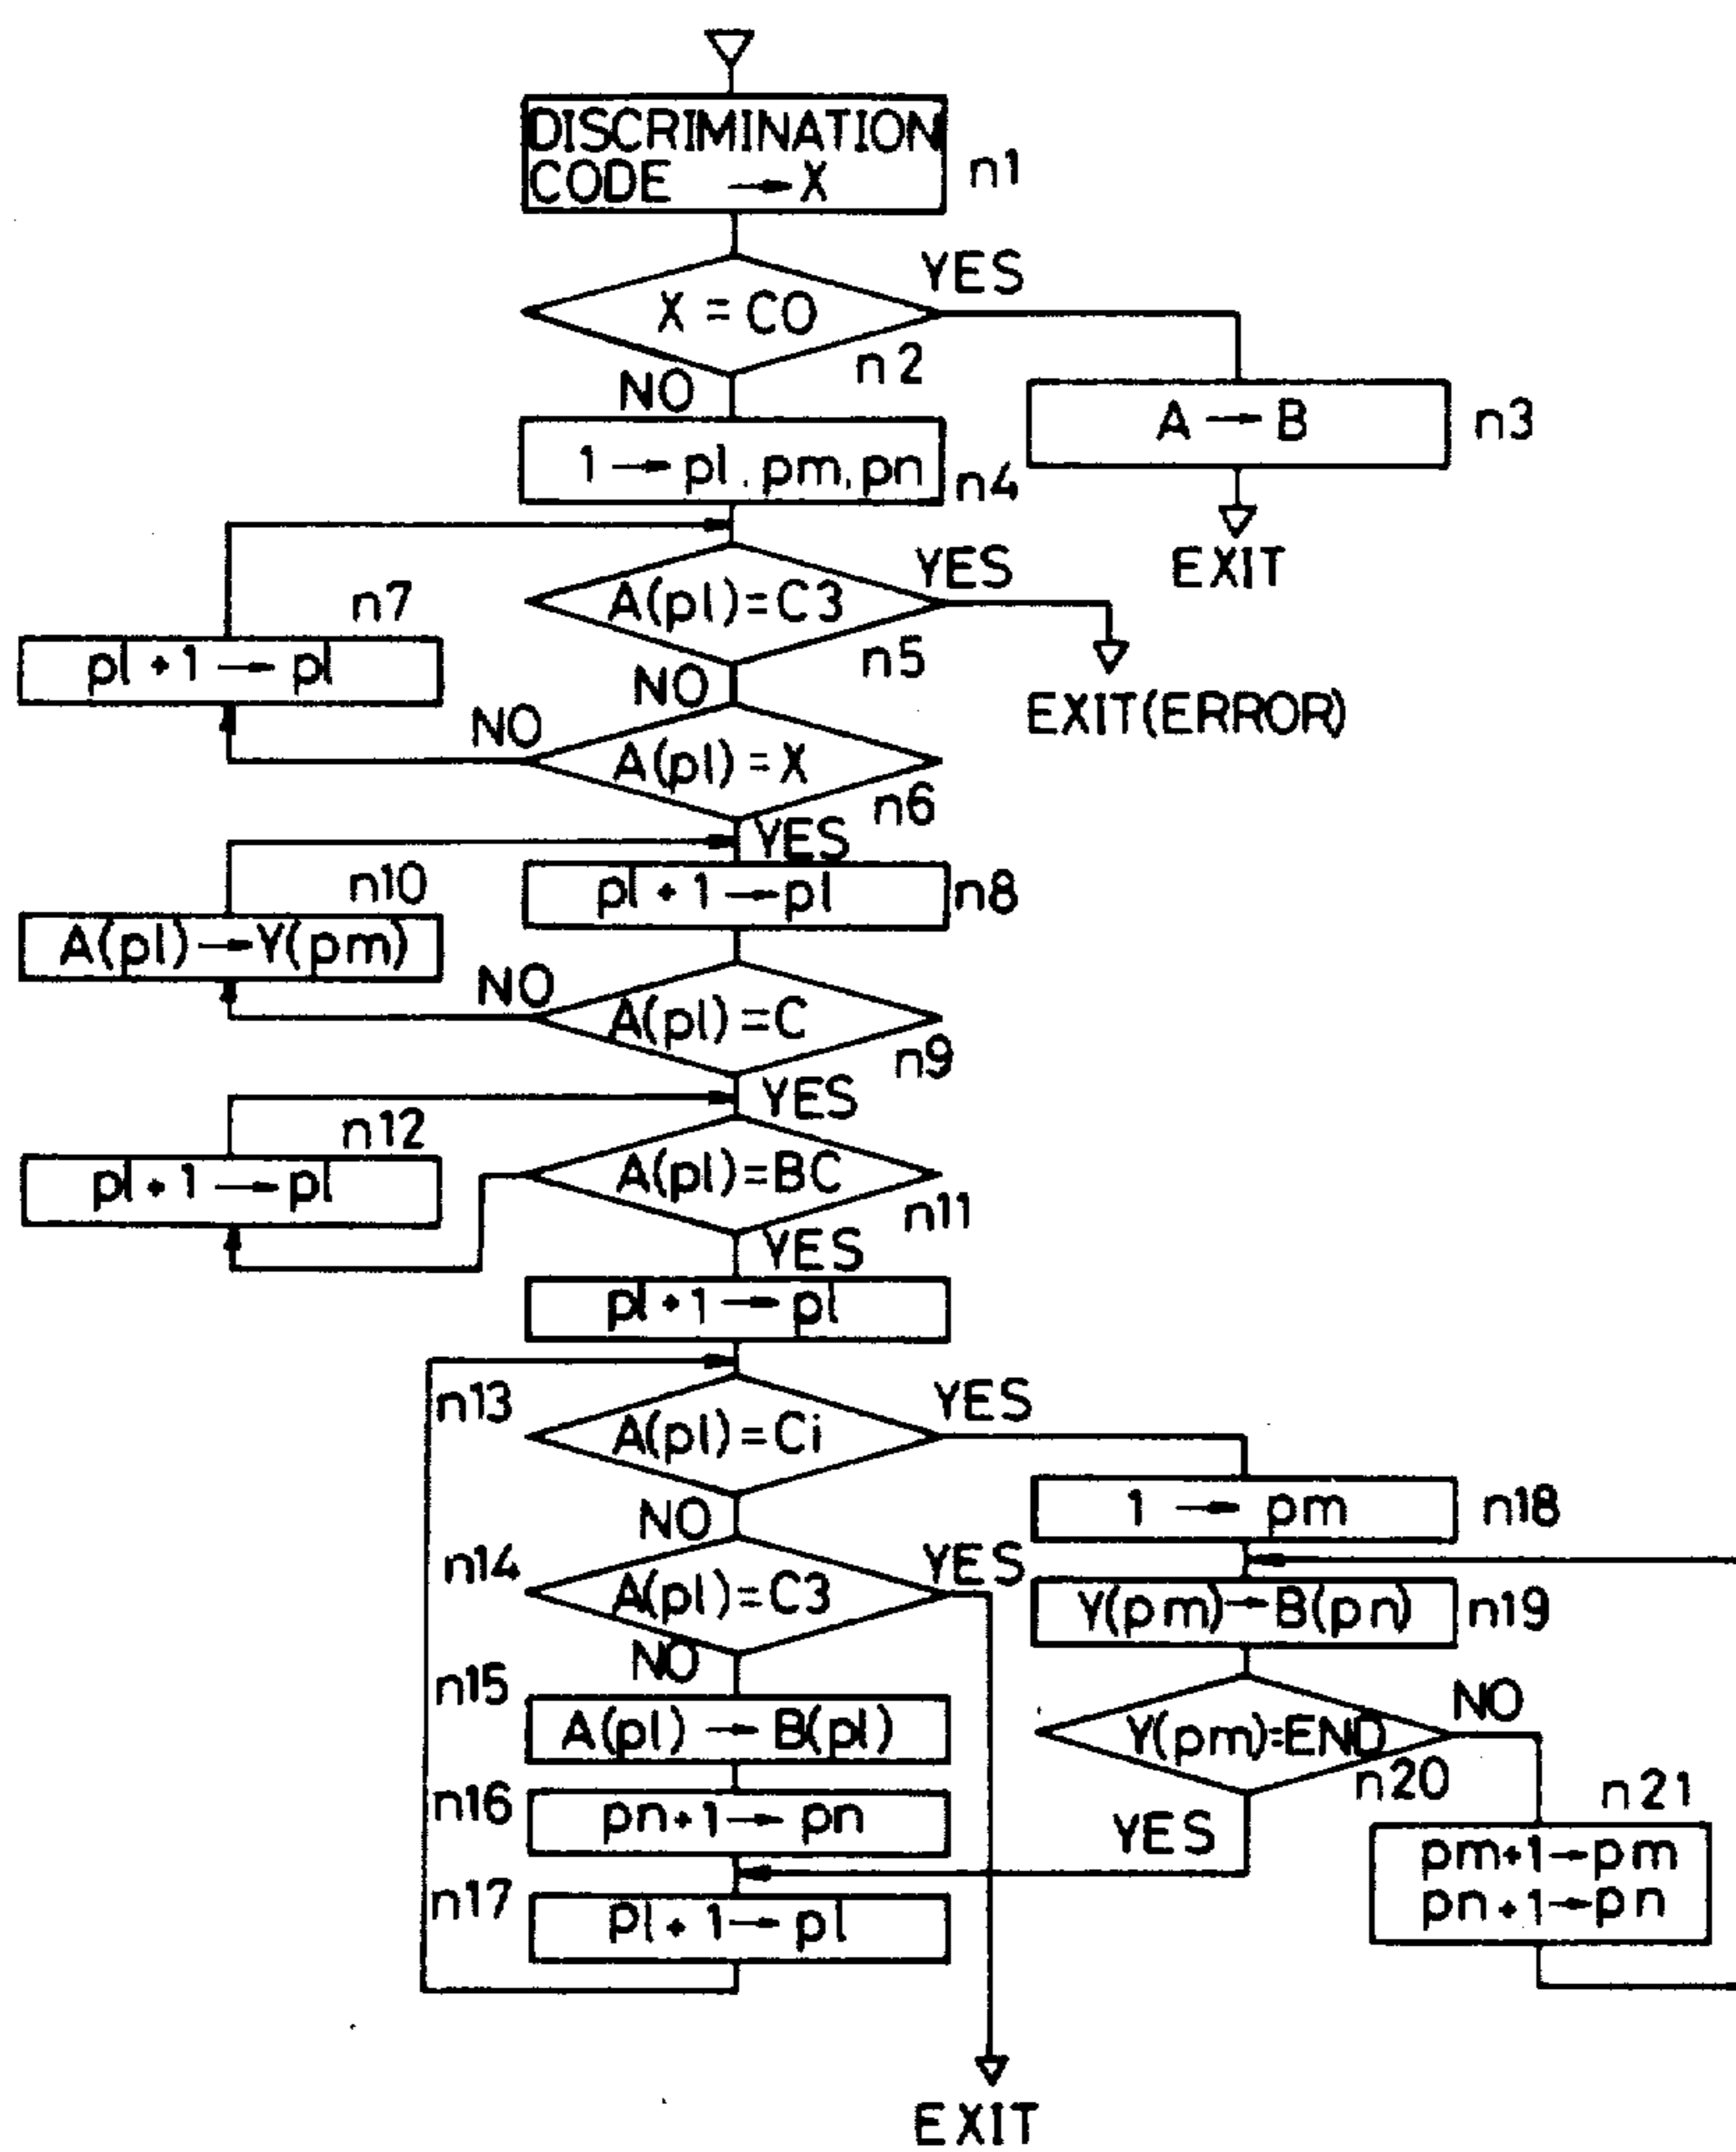 DISCRIMINATION
CODE → X
n1
X = C0
YES
n2
NO
A → B
n3
EXIT
1 → pl, pm, pn
n4
A(pl)=C3
YES
n5
NO
EXIT(ERROR)
n7
pl + 1 → pl
NO
A(pl) = X
n6
YES
n10
A(pl) → Y(pm)
pl + 1 → pl
n8
NO
A(pl) = C
n9
YES
n12
pl + 1 → pl
A(pl)=BC
n11
YES
pl + 1 → pl
n13
A(pl) = Ci
YES
NO
1 → pm
n18
n14
A(pl)=C3
YES
NO
Y(pm) → B(pn)
n19
n15
A(pl) → B(pl)
Y(pm)=END
NO
n20
n16
pn+1 → pn
YES
n21
pm+1 → pm
pn+1 → pn
n17
pl + 1 → pl
EXIT